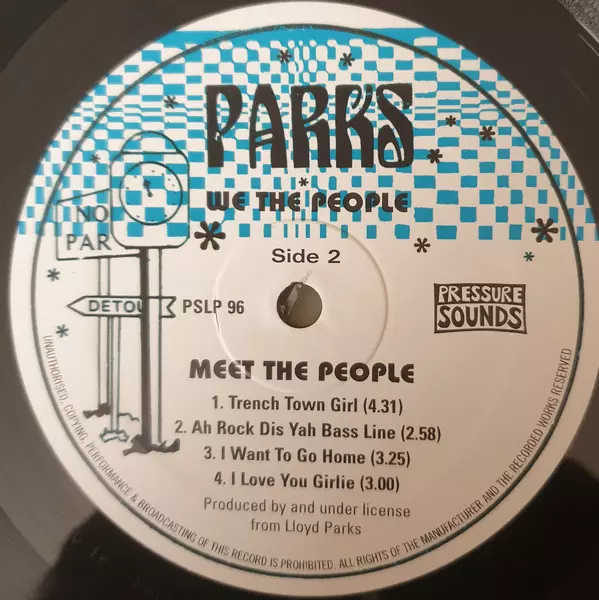 PARKS
WE THE PEOPLE
Side 2
NO
PAR
DETOU
PSLP 96
PRESSURE
SOUNDS
MEET THE PEOPLE
1. Trench Town Girl (4.31)
2. Ah Rock Dis Yah Bass Line (2.58)
3. I Want To Go Home (3.25)
4. I Love You Girlie (3.00)
Produced by and under license
from Lloyd Parks
UNAUTHORISED, COPYING, PERFORMANCE & BROADCASTING OF THIS RECORD IS PROHIBITED. ALL RIGHTS OF THE MANUFACTURER AND THE RECORDED WORKS RESERVED